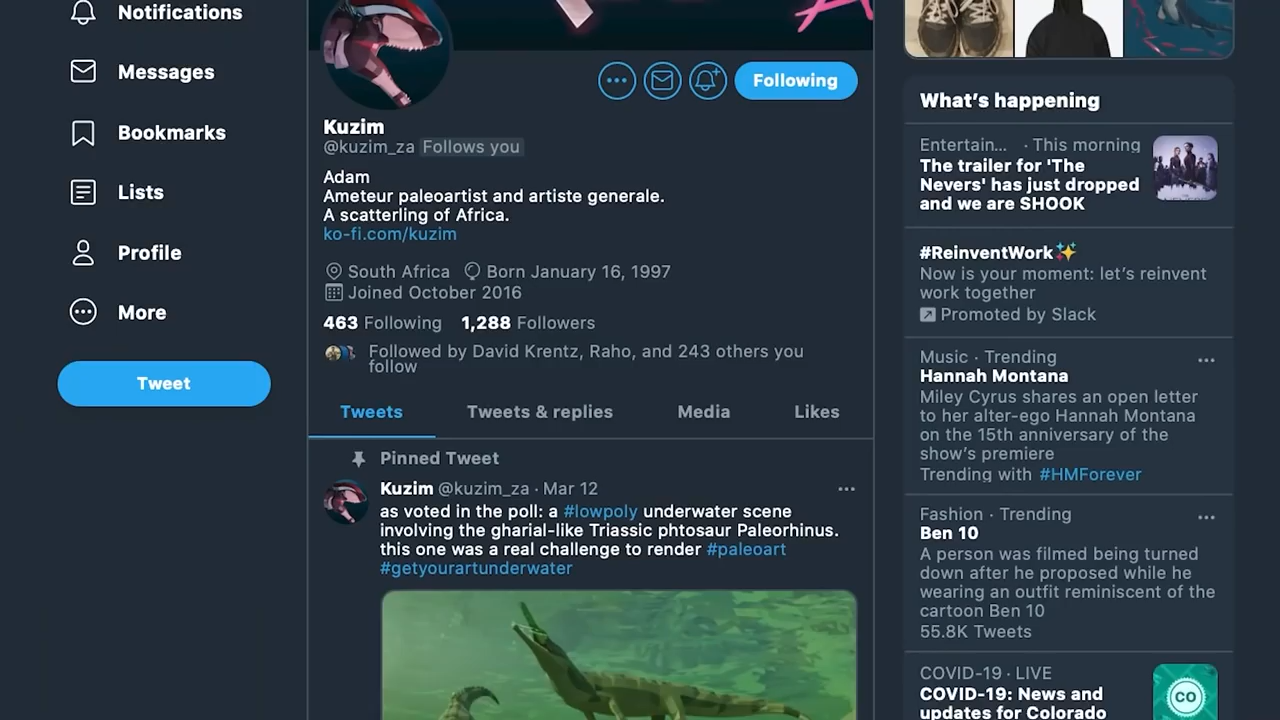 Notifications
Messages
Bookmarks
Lists
Profile
More
Tweet
Following
Kuzim
@kuzim_za Follows you
Adam
Ameteur paleoartist and artiste generale.
A scatterling of Africa.
ko-fi.com/kuzim
South Africa Born January 16, 1997
Joined October 2016
463 Following 1,288 Followers
Followed by David Krentz, Raho, and 243 others you
follow
Tweets Tweets & replies Media Likes
Pinned Tweet
Kuzim @kuzim_za · Mar 12
as voted in the poll: a #lowpoly underwater scene
involving the gharial-like Triassic phtosaur Paleorhinus.
this one was a real challenge to render #paleoart
#getyourartunderwater
What's happening
Entertain... · This morning
The trailer for 'The
Nevers' has just dropped
and we are SHOOK
#ReinventWork✨
Now is your moment: let's reinvent
work together
Promoted by Slack
Music · Trending
Hannah Montana
Miley Cyrus shares an open letter
to her alter-ego Hannah Montana
on the 15th anniversary of the
show's premiere
Trending with #HMForever
Fashion · Trending
Ben 10
A person was filmed being turned
down after he proposed while he
wearing an outfit reminiscent of the
cartoon Ben 10
55.8K Tweets
COVID-19 · LIVE
COVID-19: News and
updates for Colorado
CO